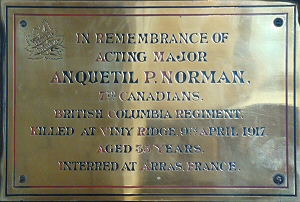 IN REMEMBRANCE OF
ACTING MAJOR
ANQUETIL P. NORMAN,
7TH CANADIANS.
BRITISH COLUMBIA REGIMENT.
KILLED AT VIMY RIDGE, 9TH APRIL 1917.
AGED 35 YEARS.
INTERRED AT ARRAS, FRANCE.